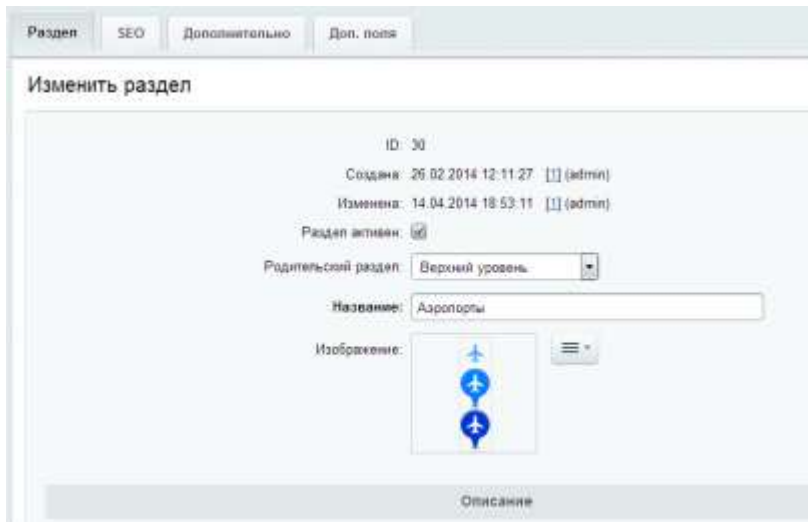 Раздел SEO Дополнительно Доп. поля
Изменить раздел
ID: 30
Создана: 26.02.2014 12:11:27 [1] (admin)
Изменена: 14.04.2014 18:53:11 [1] (admin)
Раздел активен:
Родительский раздел: Верхний уровень
Название: Аэропорты
Изображение:
Описание